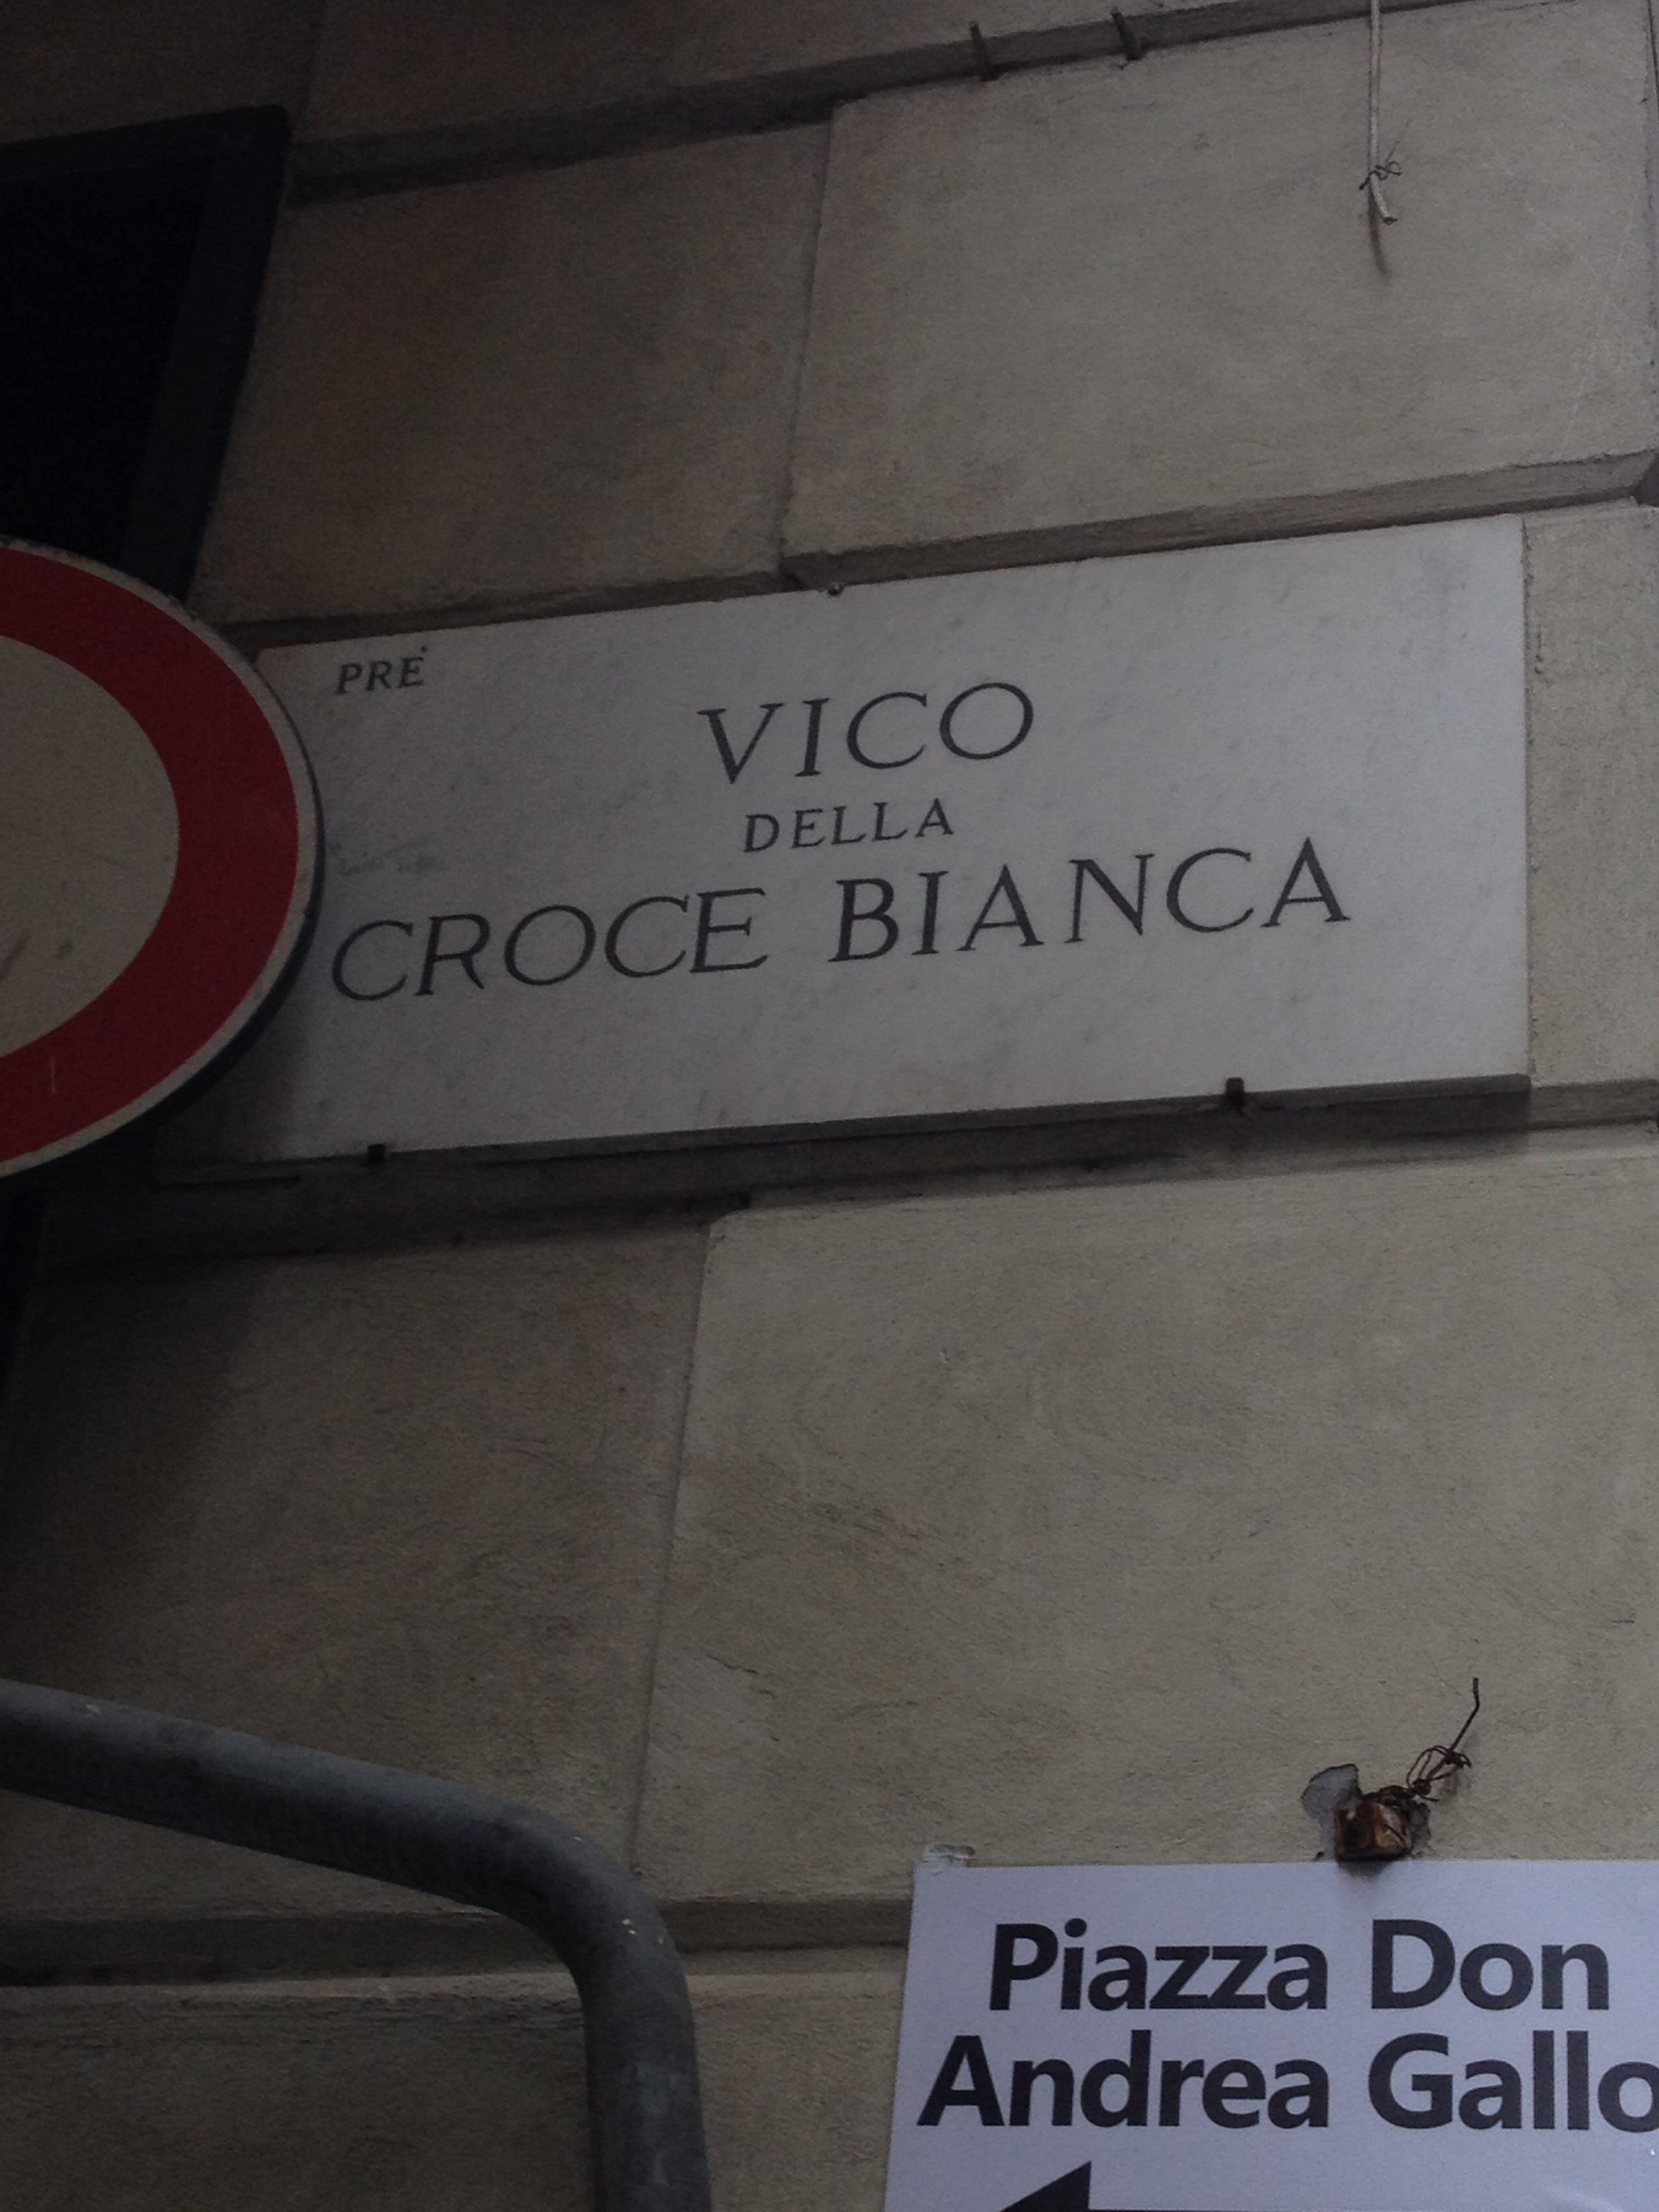 PRE'
VICO
DELLA
CROCE BIANCA
Piazza Don
Andrea Gallo